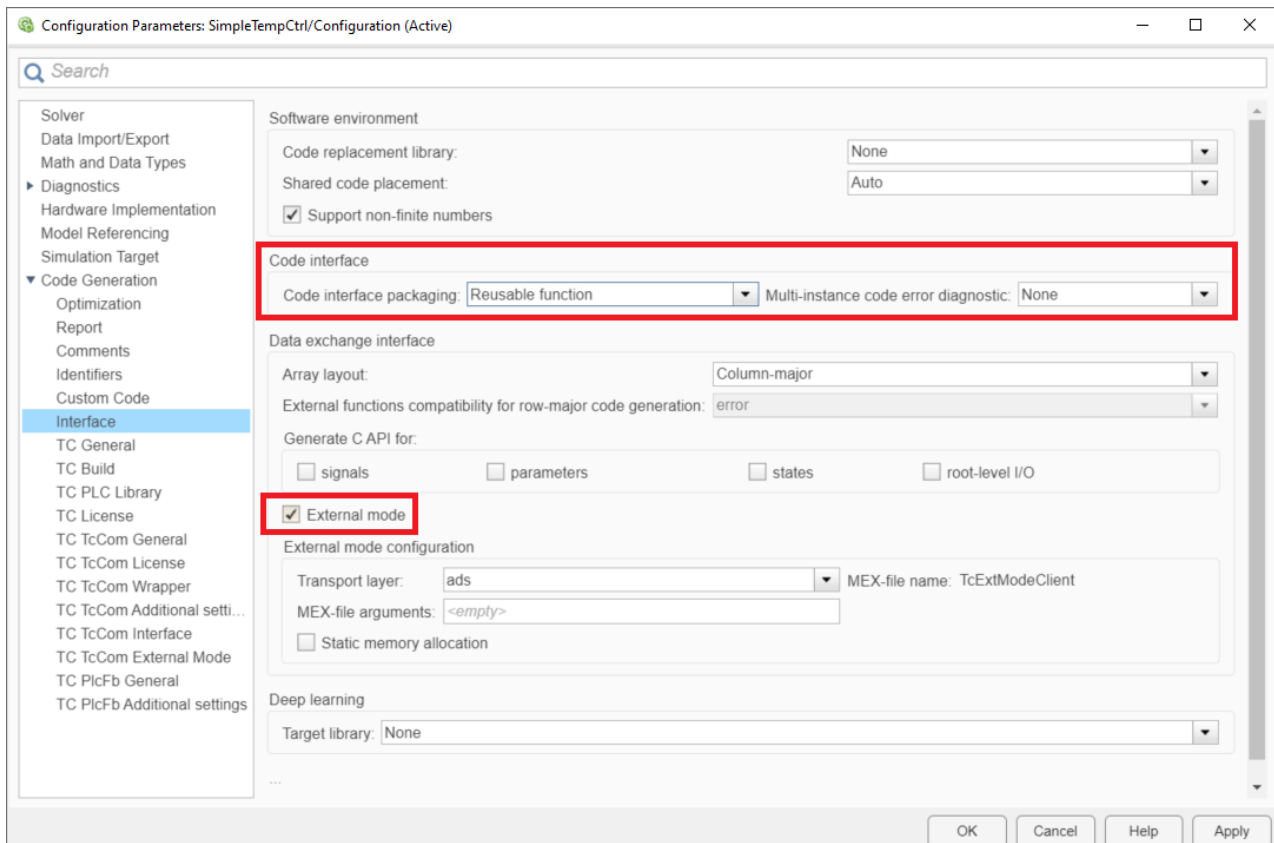 Configuration Parameters: SimpleTempCtrl/Configuration (Active)
Search
Solver
Data Import/Export
Math and Data Types
Diagnostics
Hardware Implementation
Model Referencing
Simulation Target
Code Generation
Optimization
Report
Comments
Identifiers
Custom Code
Interface
TC General
TC Build
TC PLC Library
TC License
TC TcCom General
TC TcCom License
TC TcCom Wrapper
TC TcCom Additional setti...
TC TcCom Interface
TC TcCom External Mode
TC PlcFb General
TC PlcFb Additional settings
Software environment
Code replacement library: None
Shared code placement: Auto
Support non-finite numbers
Code interface
Code interface packaging: Reusable function Multi-instance code error diagnostic: None
Data exchange interface
Array layout: Column-major
External functions compatibility for row-major code generation: error
Generate C API for:
signals parameters states root-level I/O
External mode
External mode configuration
Transport layer: ads MEX-file name: TcExtModeClient
MEX-file arguments: <empty>
Static memory allocation
Deep learning
Target library: None
...
OK Cancel Help Apply